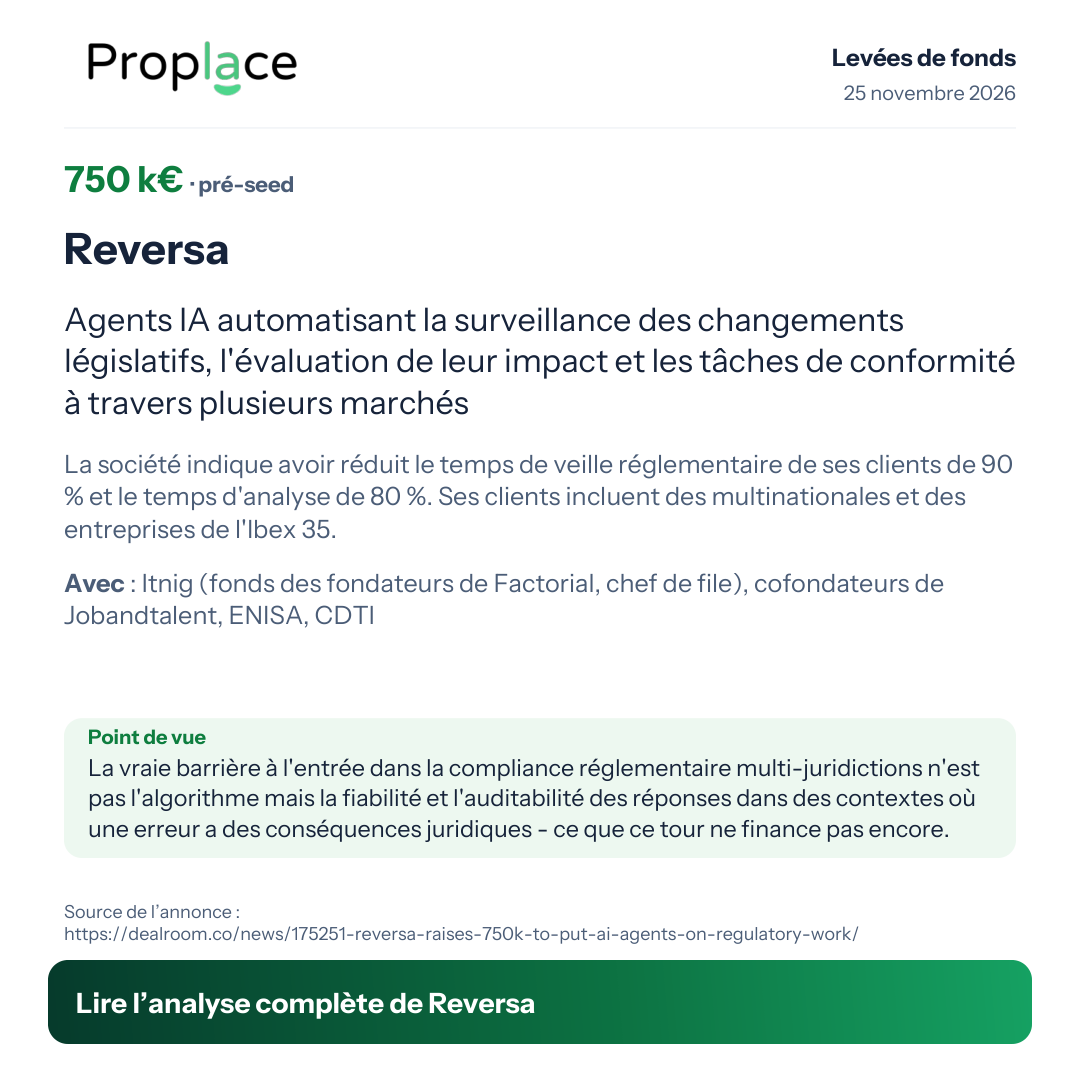 Proplace
Levées de fonds
25 novembre 2026
750 k€ · pré-seed
Reversa
Agents IA automatisant la surveillance des changements
législatifs, l'évaluation de leur impact et les tâches de conformité
à travers plusieurs marchés
La société indique avoir réduit le temps de veille réglementaire de ses clients de 90
% et le temps d'analyse de 80 %. Ses clients incluent des multinationales et des
entreprises de l'Ibex 35.
Avec : Itnig (fonds des fondateurs de Factorial, chef de file), cofondateurs de
Jobandtalent, ENISA, CDTI
Point de vue
La vraie barrière à l'entrée dans la compliance réglementaire multi-juridictions n'est
pas l'algorithme mais la fiabilité et l'auditabilité des réponses dans des contextes où
une erreur a des conséquences juridiques - ce que ce tour ne finance pas encore.
Source de l’annonce :
https://dealroom.co/news/175251-reversa-raises-750k-to-put-ai-agents-on-regulatory-work/
Lire l’analyse complète de Reversa